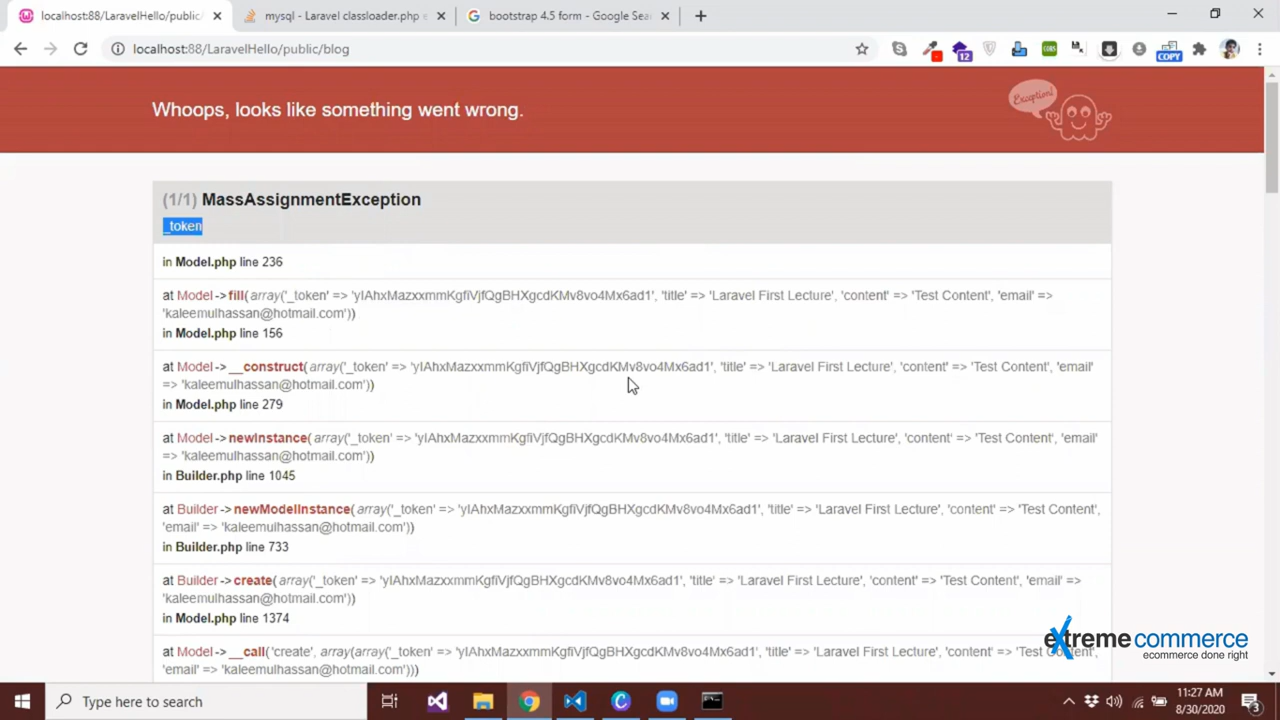 localhost:88/LaravelHello/public/
mysql - Laravel classloader.php e
bootstrap 4.5 form - Google Sear
localhost:88/LaravelHello/public/blog
12
CORS
COPY
Whoops, looks like something went wrong.
Exception!
(1/1) MassAssignmentException
_token
in Model.php line 236
at Model->fill(array('_token' => 'yIAhxMazxxmmKgfiVjfQgBHXgcdKMv8vo4Mx6ad1', 'title' => 'Laravel First Lecture', 'content' => 'Test Content', 'email' =>
'kaleemulhassan@hotmail.com'))
in Model.php line 156
at Model->__construct(array('_token' => 'yIAhxMazxxmmKgfiVjfQgBHXgcdKMv8vo4Mx6ad1', 'title' => 'Laravel First Lecture', 'content' => 'Test Content', 'email'
=> 'kaleemulhassan@hotmail.com'))
in Model.php line 279
at Model->newInstance(array('_token' => 'yIAhxMazxxmmKgfiVjfQgBHXgcdKMv8vo4Mx6ad1', 'title' => 'Laravel First Lecture', 'content' => 'Test Content', 'email'
=> 'kaleemulhassan@hotmail.com'))
in Builder.php line 1045
at Builder->newModelInstance(array('_token' => 'yIAhxMazxxmmKgfiVjfQgBHXgcdKMv8vo4Mx6ad1', 'title' => 'Laravel First Lecture', 'content' => 'Test Content',
'email' => 'kaleemulhassan@hotmail.com'))
in Builder.php line 733
at Builder->create(array('_token' => 'yIAhxMazxxmmKgfiVjfQgBHXgcdKMv8vo4Mx6ad1', 'title' => 'Laravel First Lecture', 'content' => 'Test Content', 'email' =>
'kaleemulhassan@hotmail.com'))
in Model.php line 1374
at Model->__call('create', array(array('_token' => 'yIAhxMazxxmmKgfiVjfQgBHXgcdKMv8vo4Mx6ad1', 'title' => 'Laravel First Lecture', 'content' => 'Test Content',
'email' => 'kaleemulhassan@hotmail.com')))
extreme commerce
ecommerce done right
Type here to search
11:27 AM
8/30/2020
3